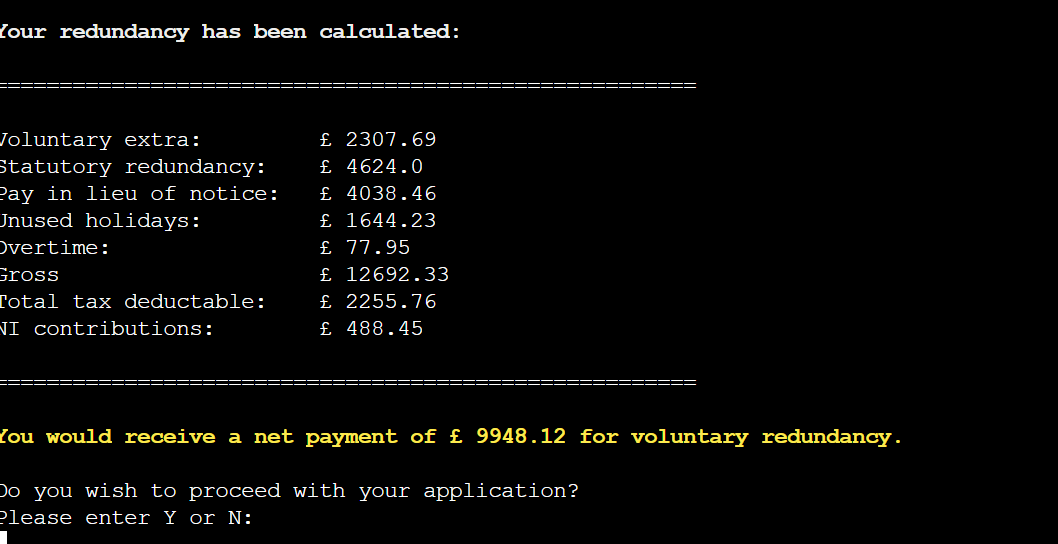 Your redundancy has been calculated:
======================================================
Voluntary extra: £ 2307.69
Statutory redundancy: £ 4624.0
Pay in lieu of notice: £ 4038.46
Unused holidays: £ 1644.23
Overtime: £ 77.95
Gross £ 12692.33
Total tax deductable: £ 2255.76
NI contributions: £ 488.45
======================================================
You would receive a net payment of £ 9948.12 for voluntary redundancy.
Do you wish to proceed with your application?
Please enter Y or N: